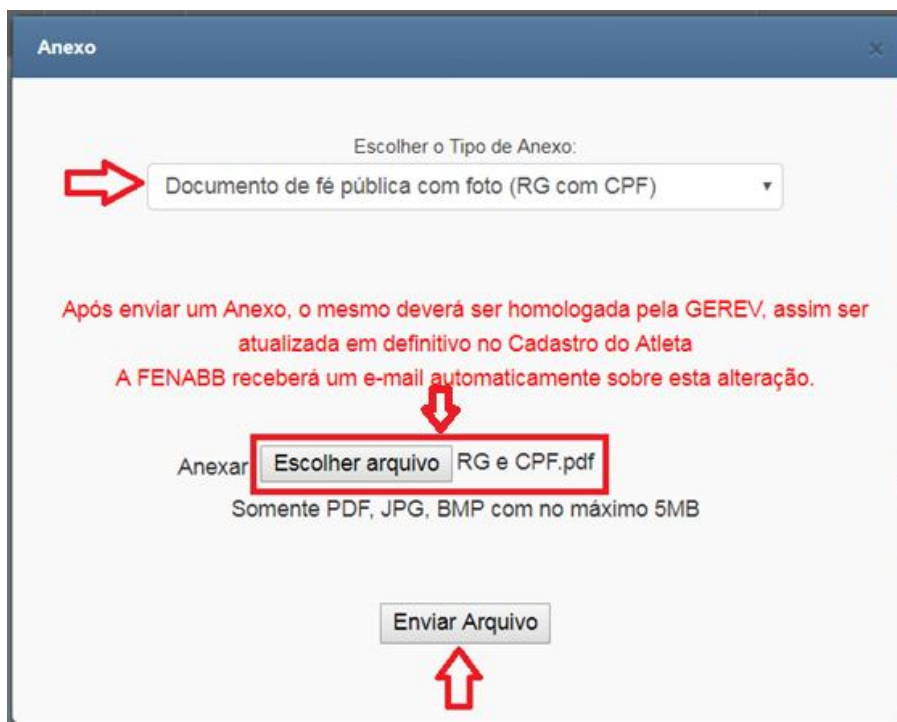 Anexo
Escolher o Tipo de Anexo:
Documento de fé pública com foto (RG com CPF)
Após enviar um Anexo, o mesmo deverá ser homologada pela GEREV, assim ser
atualizada em definitivo no Cadastro do Atleta
A FENABB receberá um e-mail automaticamente sobre esta alteração.
Anexar Escolher arquivo RG e CPF.pdf
Somente PDF, JPG, BMP com no máximo 5MB
Enviar Arquivo